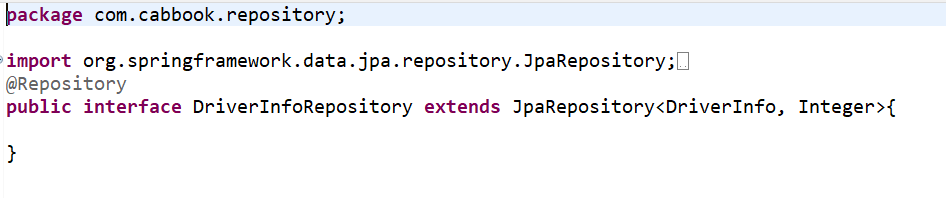 package com.cabbook.repository;
import org.springframework.data.jpa.repository.JpaRepository;
@Repository
public interface DriverInfoRepository extends JpaRepository<DriverInfo, Integer>{
}